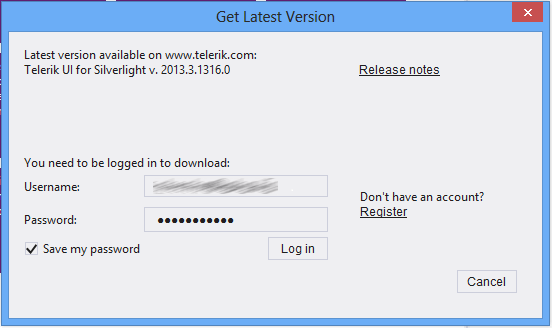 Get Latest Version
Latest version available on www.telerik.com:
Telerik UI for Silverlight v. 2013.3.1316.0
Release notes
You need to be logged in to download:
Username:
Don't have an account?
Register
Password:
Save my password
Log in
Cancel